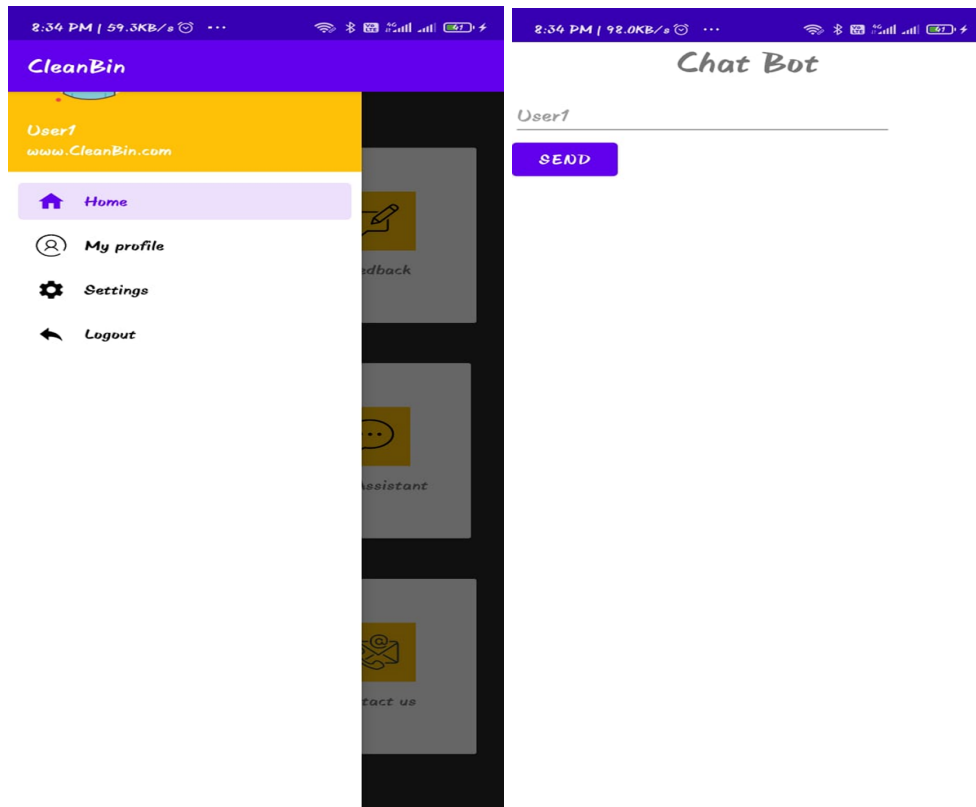 8:34 PM | 59.3KB/s ...
CleanBin
User1
www.CleanBin.com
Home
My profile
Settings
Logout
edback
Assistant
tact us
8:34 PM | 98.0KB/s ...
Chat Bot
User1
SEND